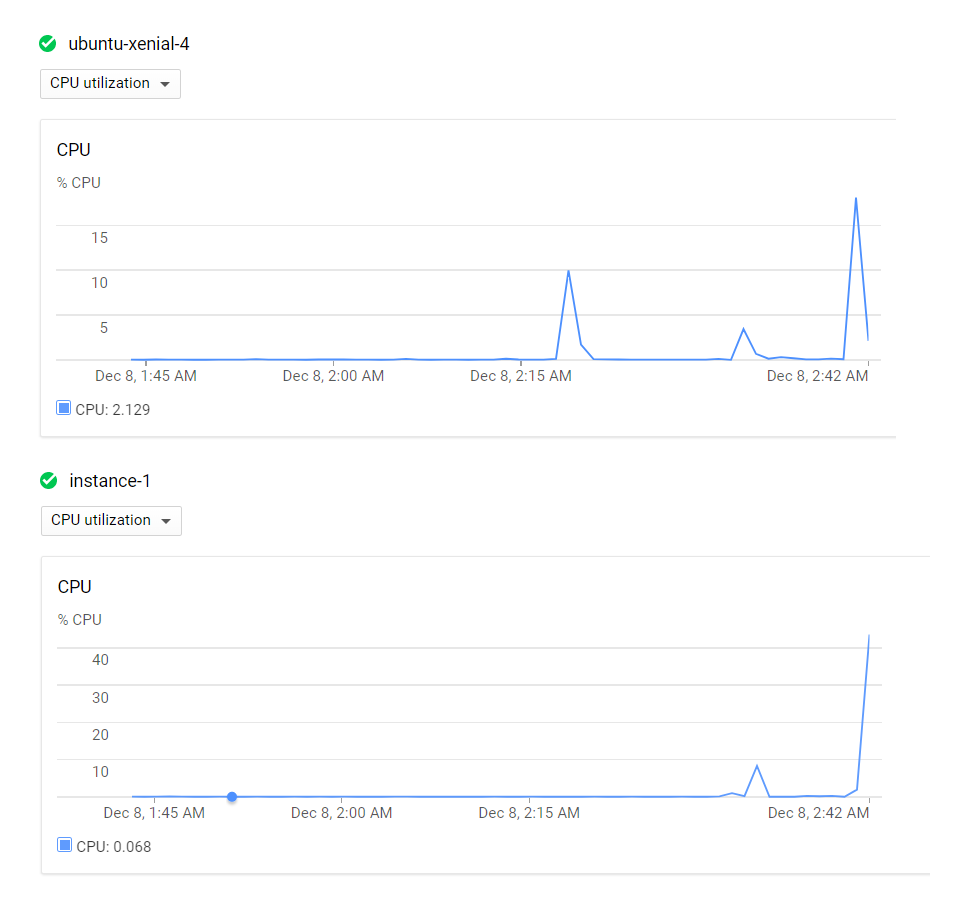 ubuntu-xenial-4
CPU utilization
CPU
% CPU
15
10
5
Dec 8, 1:45 AM Dec 8, 2:00 AM Dec 8, 2:15 AM Dec 8, 2:42 AM
CPU: 2.129
instance-1
CPU utilization
CPU
% CPU
40
30
20
10
Dec 8, 1:45 AM Dec 8, 2:00 AM Dec 8, 2:15 AM Dec 8, 2:42 AM
CPU: 0.068